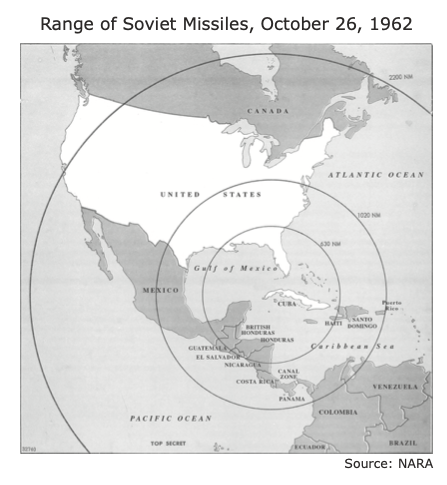 Range of Soviet Missiles, October 26, 1962
2200 NM
CANADA
ATLANTIC OCEAN
UNITED STATES
1020 NM
630 NM
Gulf of Mexico
MEXICO
CUBA
Puerto
Rico
HAITI
SANTO
DOMINGO
BRITISH
HONDURAS
HONDURAS
Caribbean Sea
GUATEMALA
EL SALVADOR
NICARAGUA
CANAL
ZONE
COSTA RICA
VENEZUELA
PANAMA
COLOMBIA
PACIFIC OCEAN
TOP SECRET
ECUADOR
BRAZIL
Source: NARA